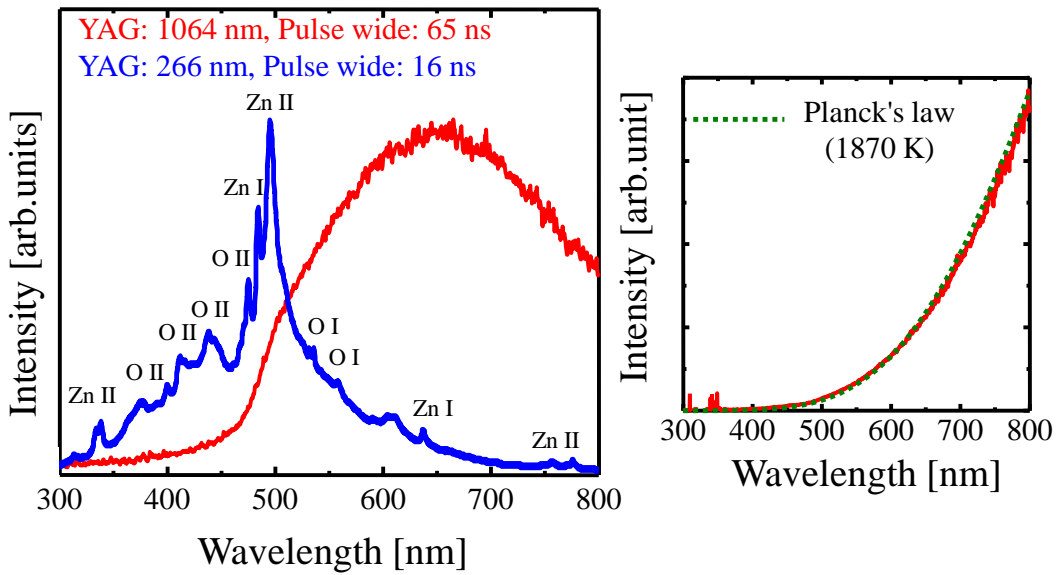 YAG: 1064 nm, Pulse wide: 65 ns
YAG: 266 nm, Pulse wide: 16 ns
Zn II
Zn I
O II
O II
O II
O II
Zn II
O I
O I
Zn I
Zn II
Intensity [arb.units]
300 400 500 600 700 800
Wavelength [nm]
Planck's law
(1870 K)
Intensity [arb.unit]
300 400 500 600 700 800
Wavelength [nm]